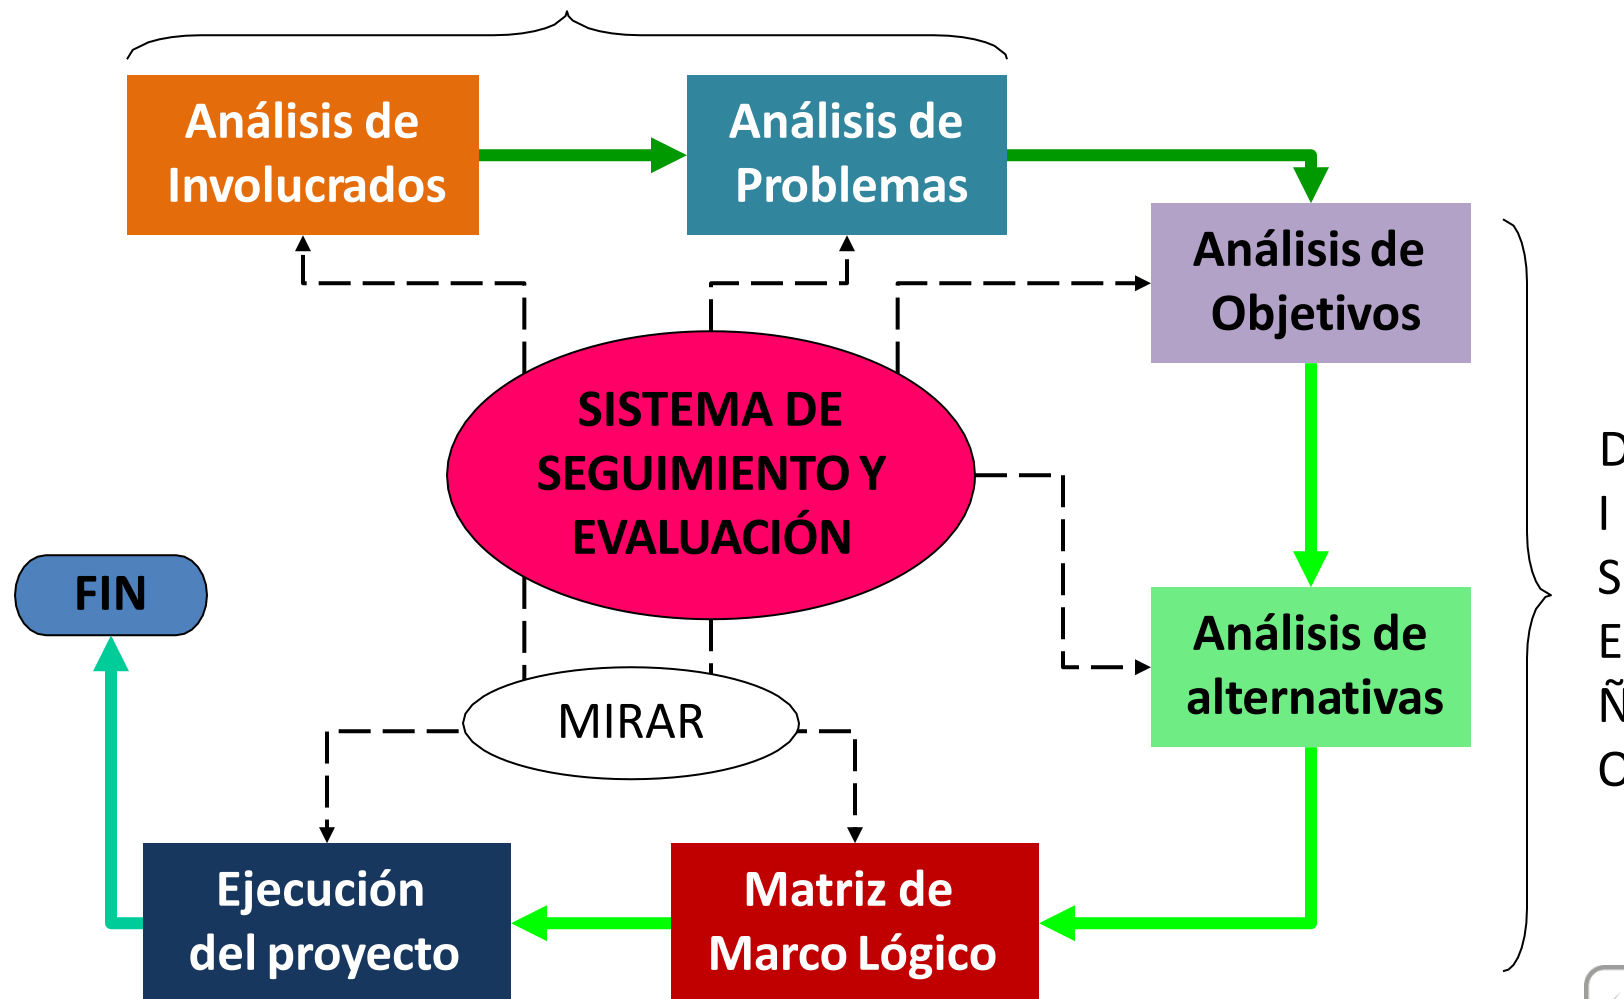 Análisis de
Involucrados
Análisis de
Problemas
Análisis de
Objetivos
SISTEMA DE
SEGUIMIENTO Y
EVALUACIÓN
D
I
S
E
Ñ
O
FIN
Análisis de
alternativas
MIRAR
Ejecución
del proyecto
Matriz de
Marco Lógico